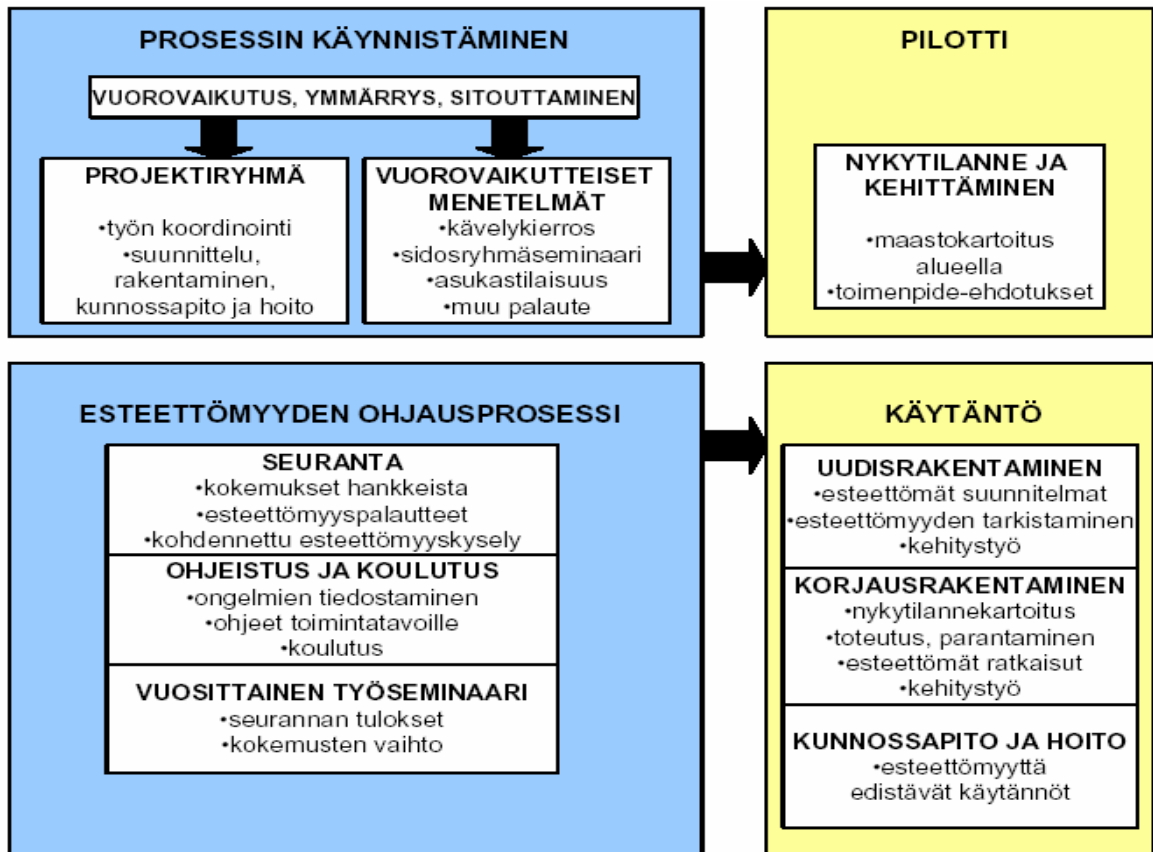 PROSESSIN KÄYNNISTÄMINEN
VUOROVAIKUTUS, YMMÄRRYS, SITOUTTAMINEN
PROJEKTIRYHMÄ
•työn koordinointi
•suunnittelu,
rakentaminen,
kunnossapito ja hoito
VUOROVAIKUTTEISET
MENETELMÄT
•kävelykierros
•sidosryhmäseminaari
•asukastilaisuus
•muu palaute
PILOTTI
NYKYTILANNE JA
KEHITTÄMINEN
•maastokartoitus
alueella
•toimenpide-ehdotukset
ESTEETTÖMYYDEN OHJAUSPROSESSI
SEURANTA
•kokemukset hankkeista
•esteettömyyspalautteet
•kohdennettu esteettömyyskysely
OHJEISTUS JA KOULUTUS
•ongelmien tiedostaminen
•ohjeet toimintatavoille
•koulutus
VUOSITTAINEN TYÖSEMINAARI
•seurannan tulokset
•kokemusten vaihto
KÄYTÄNTÖ
UUDISRAKENTAMINEN
•esteettömät suunnitelmat
•esteettömyyden tarkistaminen
•kehitystyö
KORJAUSRAKENTAMINEN
•nykytilannekartoitus
•toteutus, parantaminen
•esteettömät ratkaisut
•kehitystyö
KUNNOSSAPITO JA HOITO
•esteettömyyttä
edistävät käytännöt